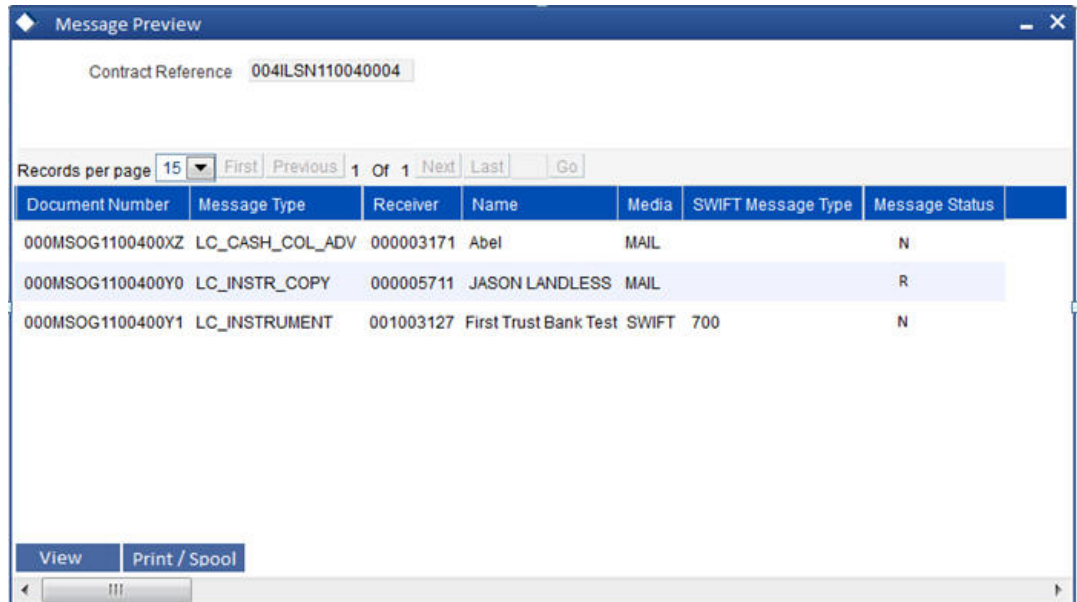 Message Preview
Contract Reference 004ILSN110040004
Records per page 15 First Previous 1 Of 1 Next Last Go
Document Number Message Type Receiver Name Media SWIFT Message Type Message Status
000MSOG1100400XZ LC_CASH_COL_ADV 000003171 Abel MAIL N
000MSOG1100400Y0 LC_INSTR_COPY 000005711 JASON LANDLESS MAIL R
000MSOG1100400Y1 LC_INSTRUMENT 001003127 First Trust Bank Test SWIFT 700 N
View Print / Spool